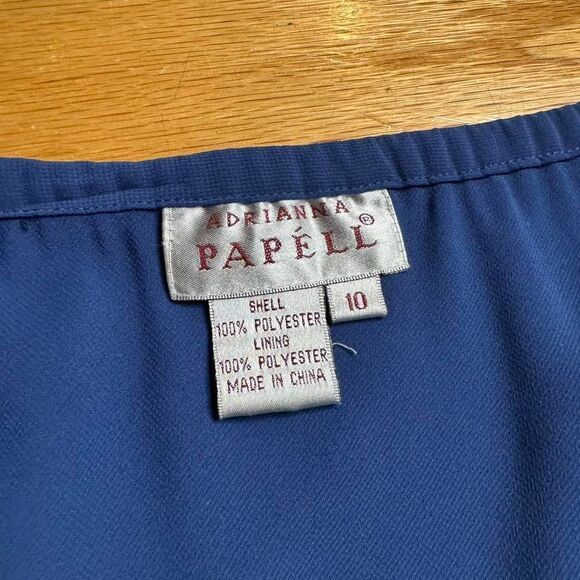 ADRIANNA
PAPÉLL®
10
SHELL
100% POLYESTER
LINING
100% POLYESTER
MADE IN CHINA